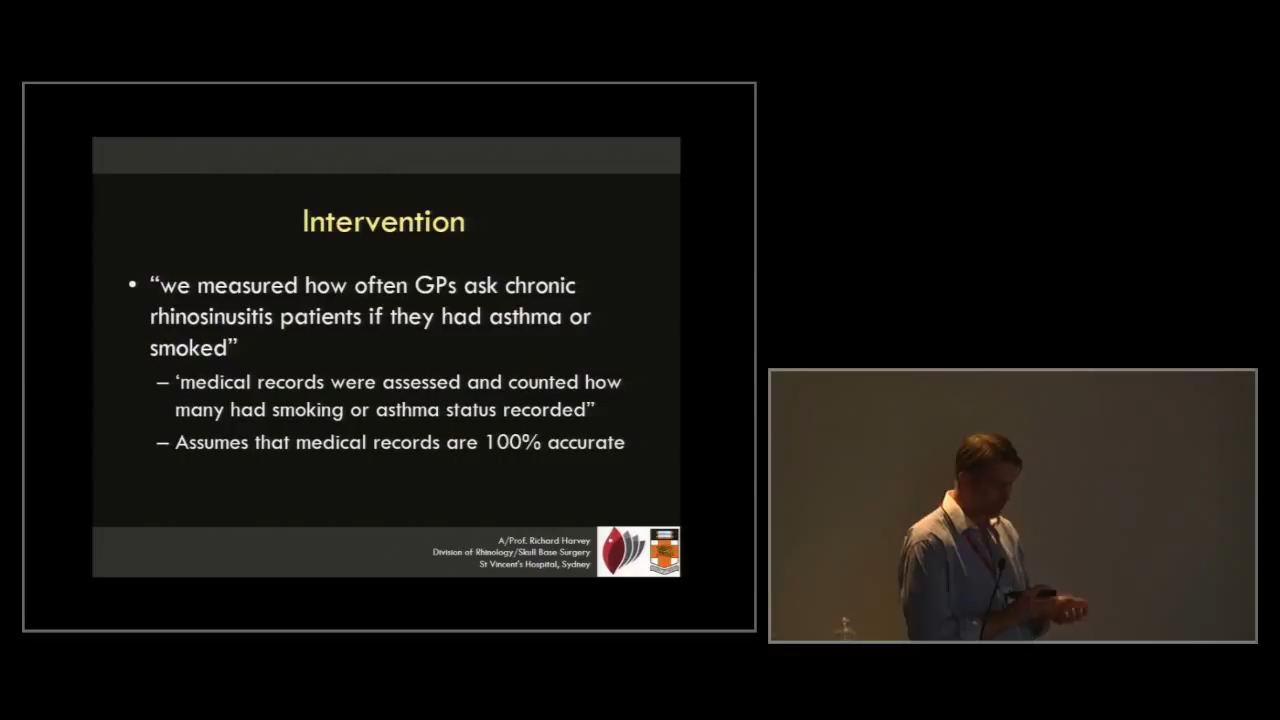 Intervention
• “we measured how often GPs ask chronic
rhinosinusitis patients if they had asthma or
smoked”
– ‘medical records were assessed and counted how
many had smoking or asthma status recorded”
– Assumes that medical records are 100% accurate
A/Prof. Richard Harvey
Division of Rhinology/Skull Base Surgery
St Vincent's Hospital, Sydney